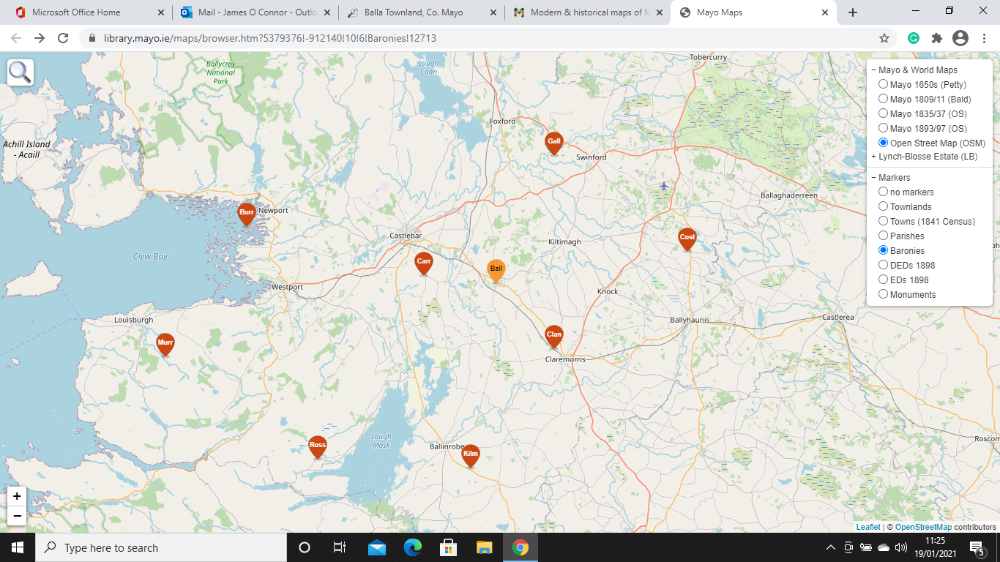 Microsoft Office Home
Mail - James O Connor - Outlo
Balla Townland, Co. Mayo
Modern & historical maps of M
Mayo Maps
library.mayo.ie/maps/browser.htm?5379376!-912140!10!6!Baronies!12713
Ballycroy
National
Park
Lough
Conn
Tobercurry
Foxford
Gall
Swinford
Achill Island
- Acaill
Ballaghaderreen
Burr
Newport
Castlebar
Kiltimagh
Cost
Clew Bay
Carr
Ball
Westport
Knock
Louisburgh
Ballyhaunis
Castlerea
Murr
Clan
Claremorris
Lough
Mask
Ross
Ballinrobe
Kilm
Roscom
− Mayo & World Maps
Mayo 1650s (Petty)
Mayo 1809/11 (Bald)
Mayo 1835/37 (OS)
Mayo 1893/97 (OS)
Open Street Map (OSM)
+ Lynch-Blosse Estate (LB)
− Markers
no markers
Townlands
Towns (1841 Census)
Parishes
Baronies
DEDs 1898
EDs 1898
Monuments
+
−
Leaflet | © OpenStreetMap contributors
Type here to search
11:25
19/01/2021
5